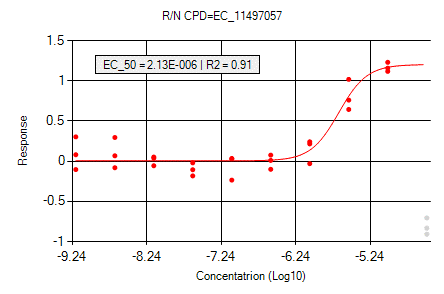 R/N CPD=EC_11497057
EC_50 = 2.13E-006 | R2 = 0.91
1.5
1
0.5
0
-0.5
-1
Response
-9.24 -8.24 -7.24 -6.24 -5.24
Concentatrion (Log10)